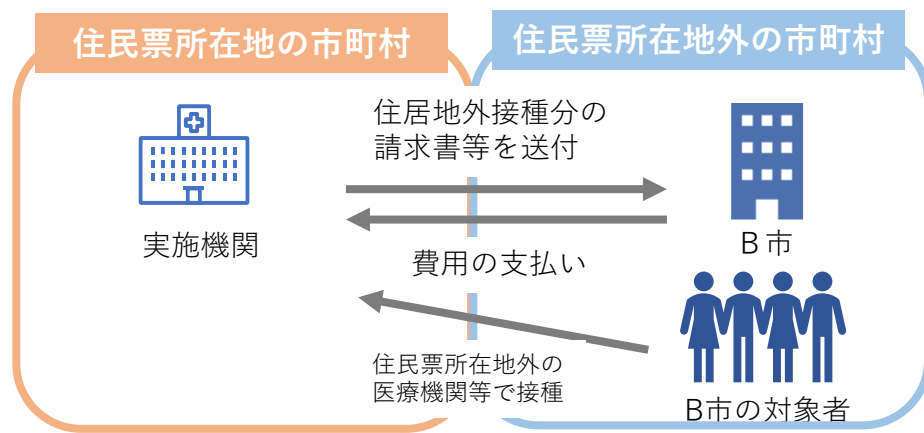 住民票所在地の市町村
住民票所在地外の市町村
住居地外接種分の
請求書等を送付
実施機関
B市
費用の支払い
住民票所在地外の
医療機関等で接種
B市の対象者